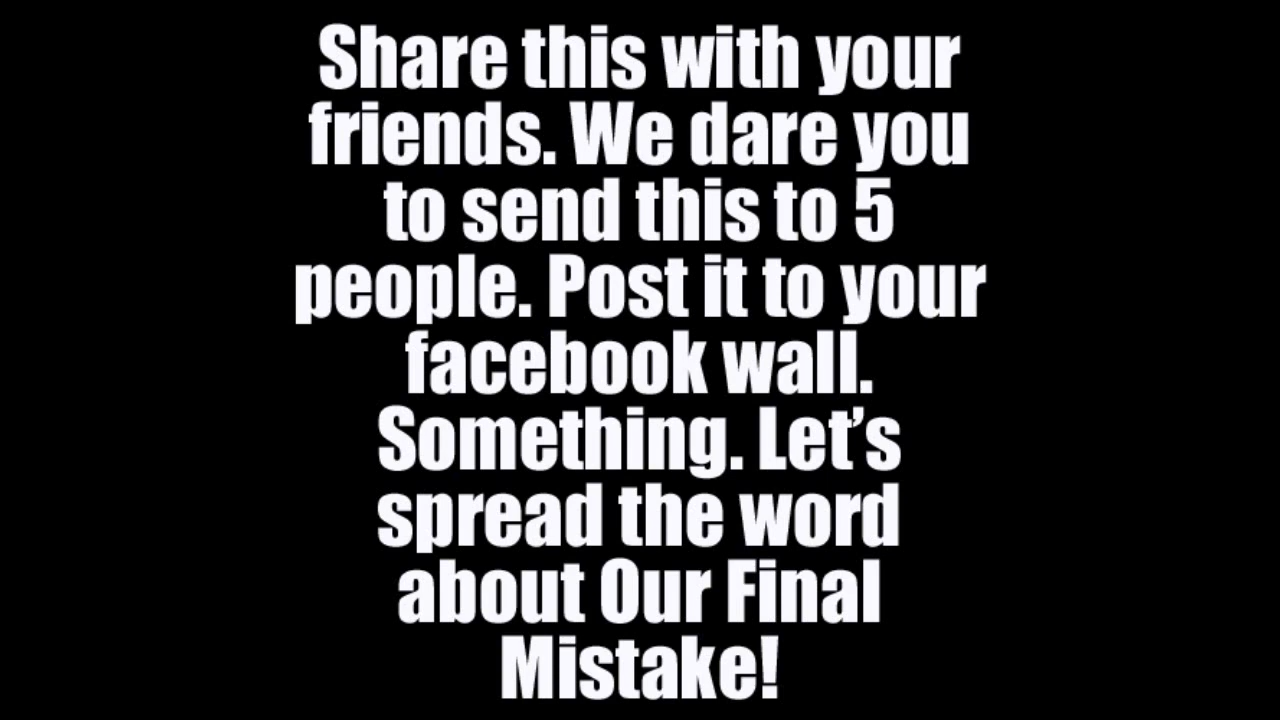 Share this with your
friends. We dare you
to send this to 5
people. Post it to your
facebook wall.
Something. Let’s
spread the word
about Our Final
Mistake!